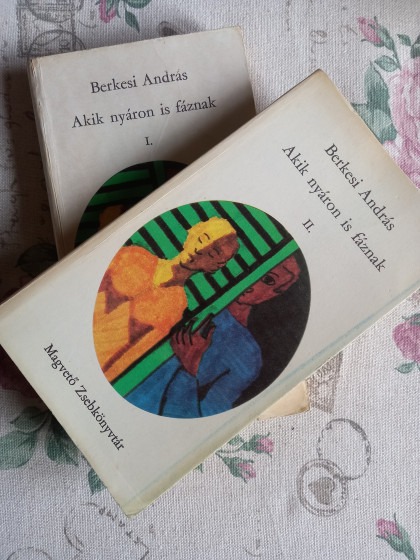 Berkesi András
Akik nyáron is fáznak
I.
Berkesi András
Akik nyáron is fáznak
II.
Magvető Zsebkönyvtár